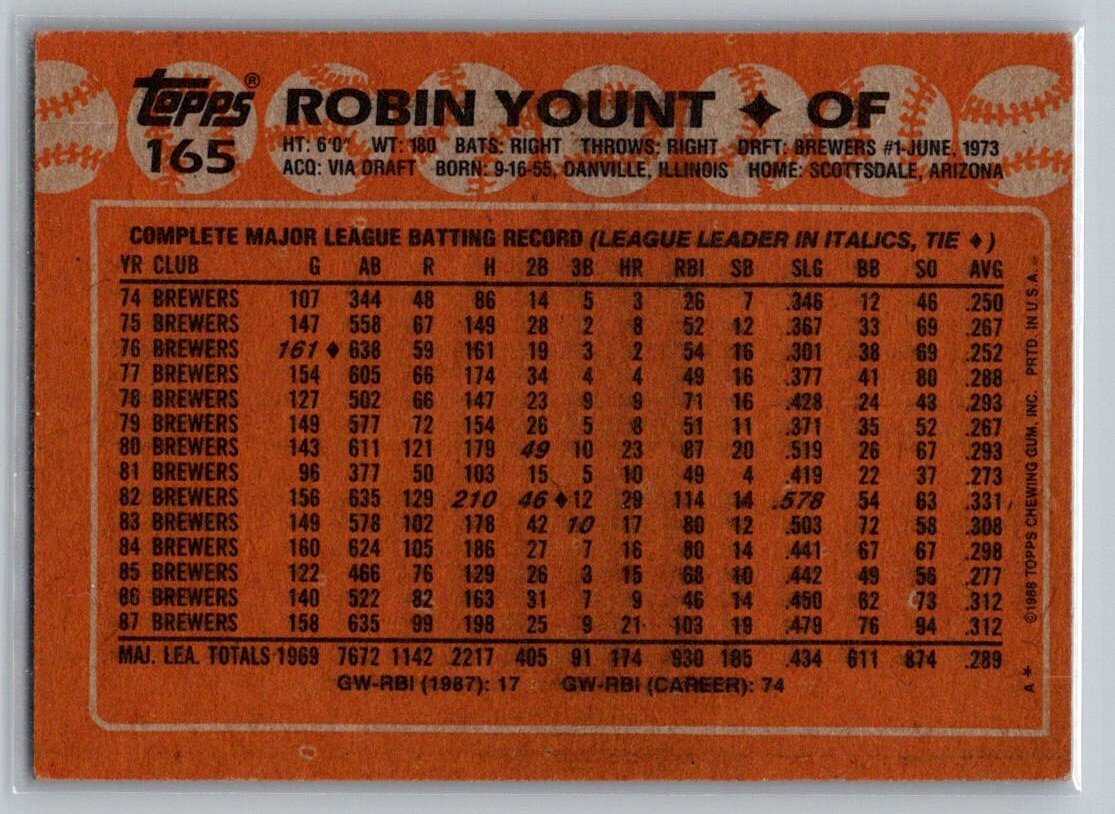 Topps® ROBIN YOUNT ♦ OF
165 HT: 6'0" WT: 180 BATS: RIGHT THROWS: RIGHT DRFT: BREWERS #1-JUNE, 1973
ACQ: VIA DRAFT BORN: 9-16-55, DANVILLE, ILLINOIS HOME: SCOTTSDALE, ARIZONA
COMPLETE MAJOR LEAGUE BATTING RECORD (LEAGUE LEADER IN ITALICS, TIE ♦)
YR CLUB G AB R H 2B 3B HR RBI SB SLG BB SO AVG
74 BREWERS 107 344 48 86 14 5 3 26 7 .346 12 46 .250
75 BREWERS 147 558 67 149 28 2 8 52 12 .367 33 69 .267
76 BREWERS 161 ♦ 638 59 161 19 3 2 54 16 .301 38 69 .252
77 BREWERS 154 605 66 174 34 4 4 49 16 .377 41 80 .288
78 BREWERS 127 502 66 147 23 9 9 71 16 .428 24 43 .293
79 BREWERS 149 577 72 154 26 5 8 51 11 .371 35 52 .267
80 BREWERS 143 611 121 179 49 10 23 87 20 .519 26 67 .293
81 BREWERS 96 377 50 103 15 5 10 49 4 .419 22 37 .273
82 BREWERS 156 635 129 210 46 ♦ 12 29 114 14 .578 54 63 .331
83 BREWERS 149 578 102 178 42 10 17 80 12 .503 72 58 .308
84 BREWERS 160 624 105 186 27 7 16 80 14 .441 67 67 .298
85 BREWERS 122 466 76 129 26 3 15 68 10 .442 49 56 .277
86 BREWERS 140 522 82 163 31 7 9 46 14 .450 62 73 .312
87 BREWERS 158 635 99 198 25 9 21 103 19 .479 76 94 .312
MAJ. LEA. TOTALS 1969 7672 1142 2217 405 91 174 930 185 .434 611 874 .289
GW-RBI (1987): 17 GW-RBI (CAREER): 74
A * ©1988 TOPPS CHEWING GUM, INC. PRTD. IN U.S.A.